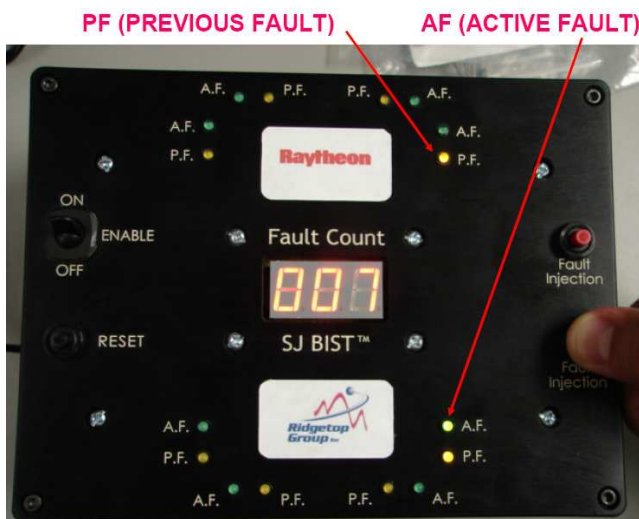 PF (PREVIOUS FAULT) AF (ACTIVE FAULT)
A.F. P.F. P.F. A.F.
A.F. A.F.
P.F. P.F.
Raytheon
ON
ENABLE
OFF
Fault Count
Fault
Injection
007
RESET
SJ BIST™
Fault
Injection
Ridgetop
Group Inc
A.F. A.F.
P.F. P.F.
A.F. P.F. P.F. A.F.